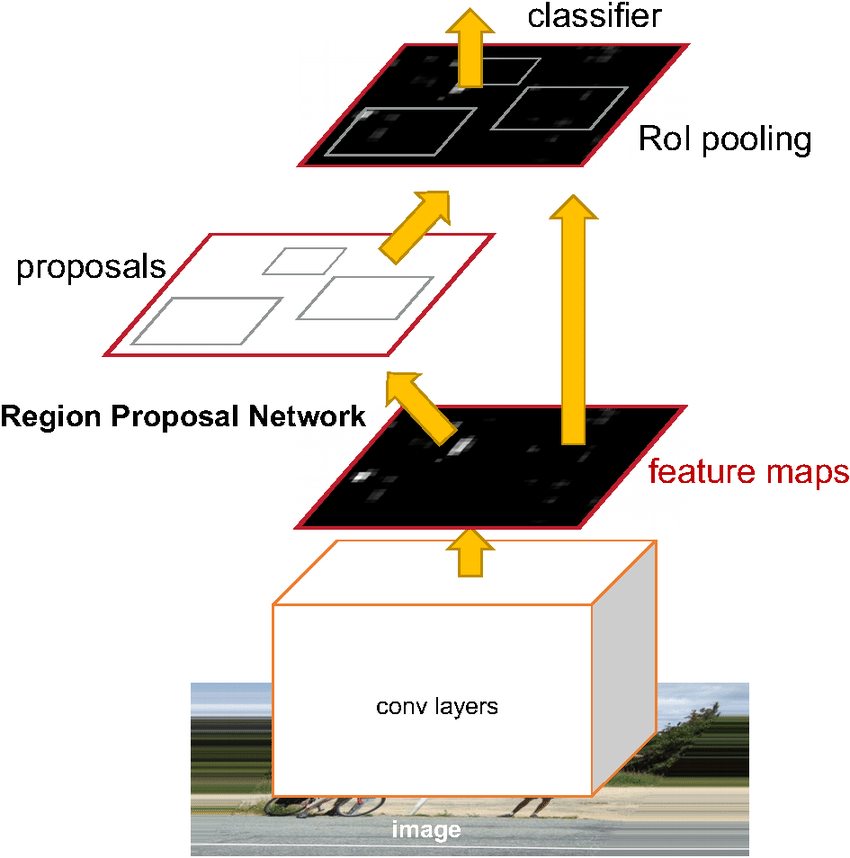 classifier
RoI pooling
proposals
Region Proposal Network
feature maps
conv layers
image